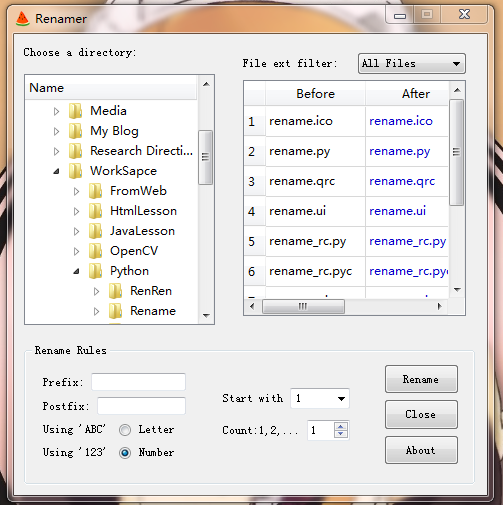 Renamer
Choose a directory:
Name
Media
My Blog
Research Directi...
WorkSapce
FromWeb
HtmlLesson
JavaLesson
OpenCV
Python
RenRen
Rename
File ext filter: All Files
Before After
1 rename.ico rename.ico
2 rename.py rename.py
3 rename.qrc rename.qrc
4 rename.ui rename.ui
5 rename_rc.py rename_rc.py
6 rename_rc.pyc rename_rc.pyc
Rename Rules
Prefix:
Postfix:
Using 'ABC' Letter
Using '123' Number
Start with 1
Count:1,2,... 1
Rename
Close
About